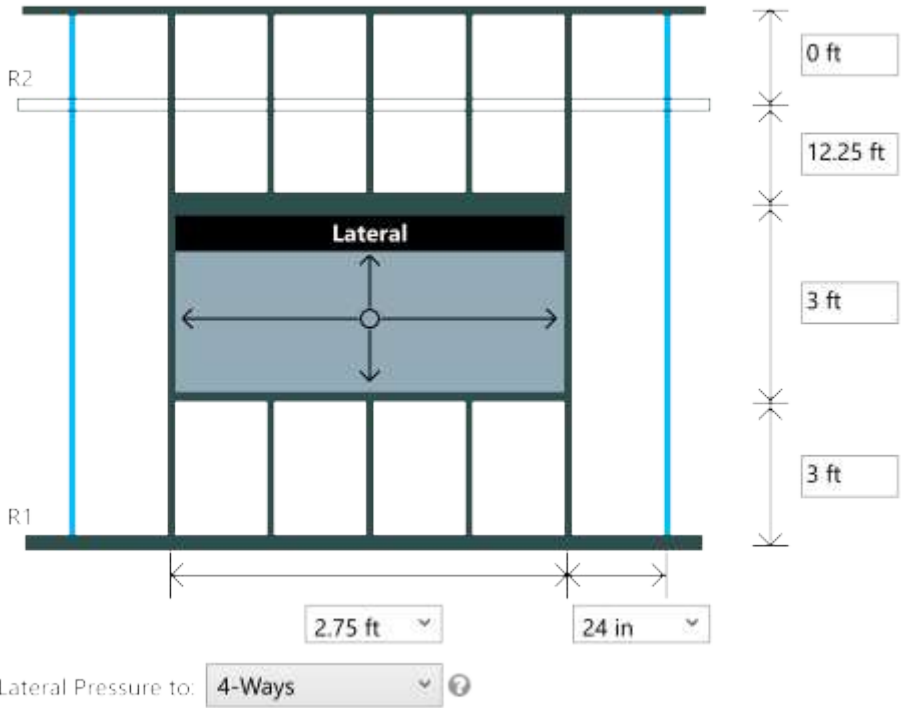 0 ft
R2
12.25 ft
Lateral
3 ft
3 ft
R1
2.75 ft 24 in
Lateral Pressure to: 4-Ways ?